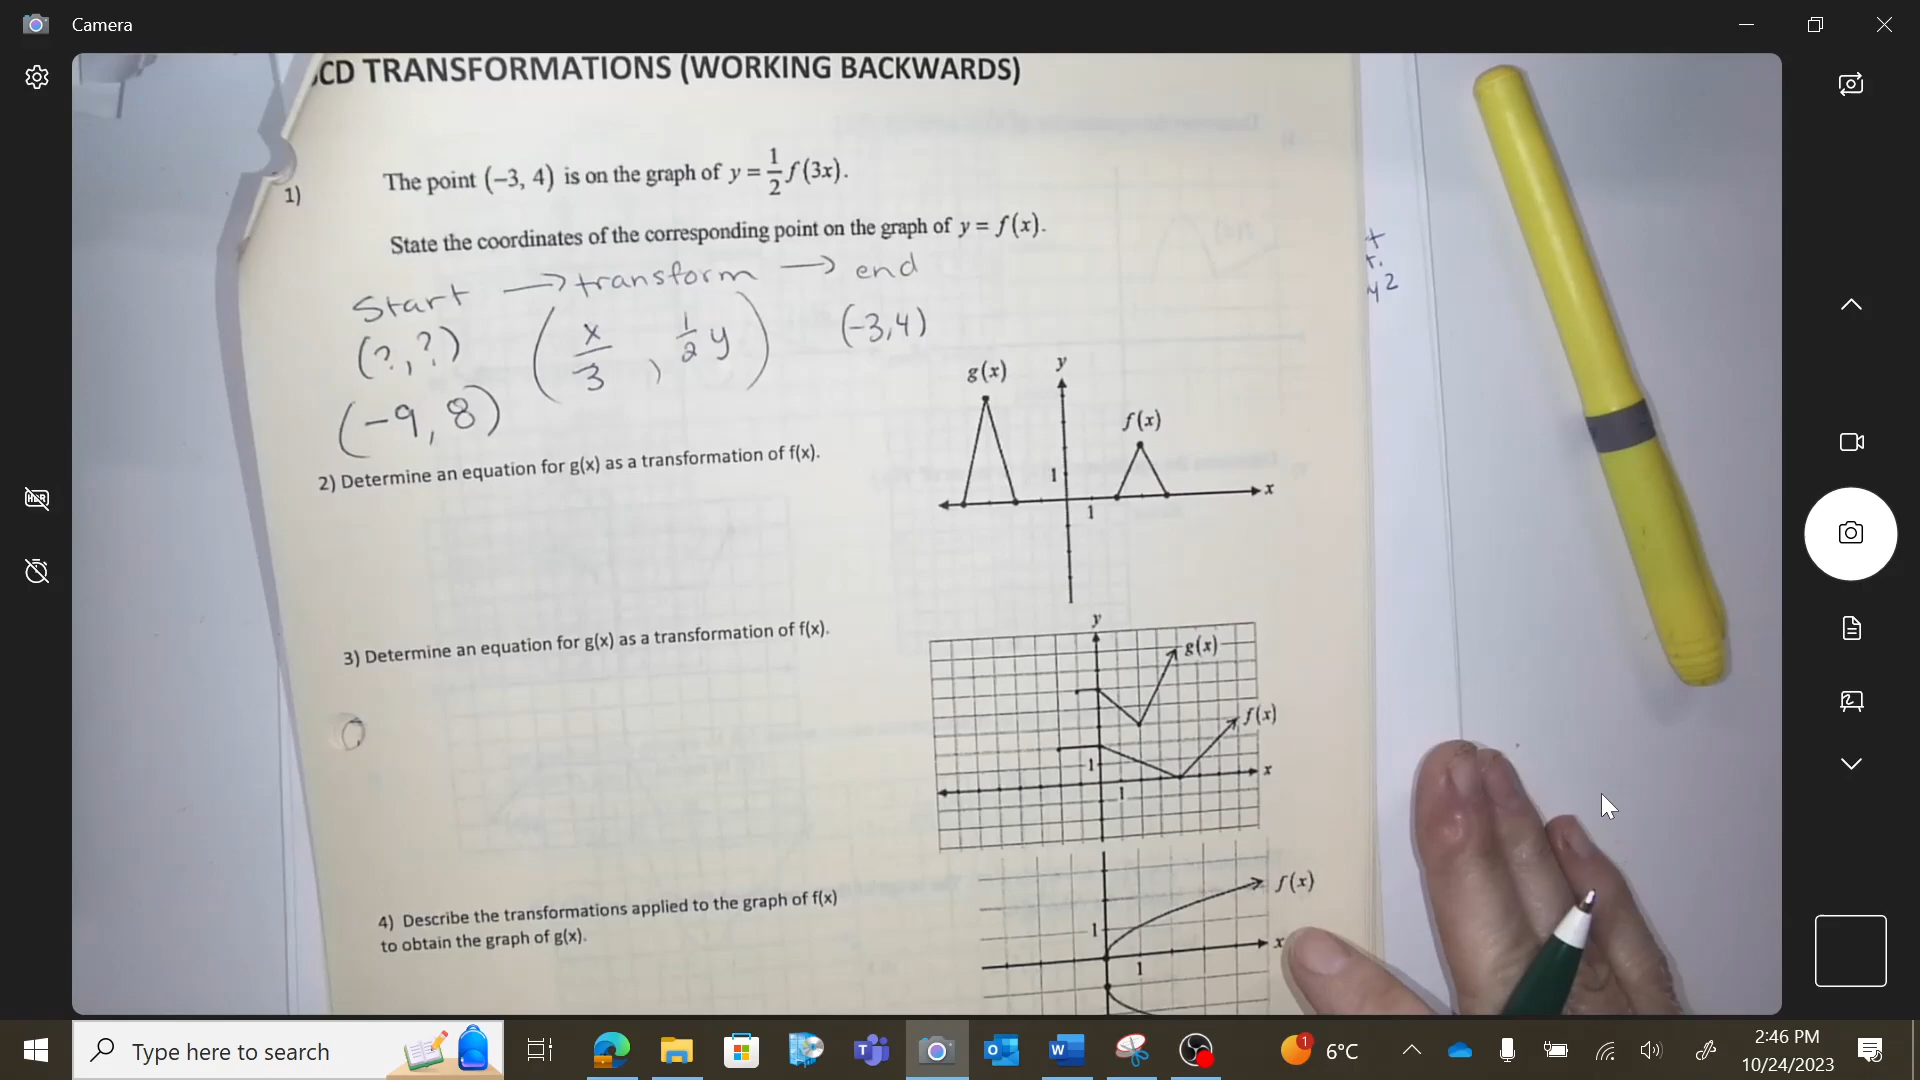 Camera
CD TRANSFORMATIONS (WORKING BACKWARDS)
1)
The point (−3, 4) is on the graph of y = 1/2 f(3x).
State the coordinates of the corresponding point on the graph of y = f(x).
Start → transform → end
(?,?) (x/3, 1/2 y) (-3,4)
(-9, 8)
g(x)
y
f(x)
1
x
1
2) Determine an equation for g(x) as a transformation of f(x).
3) Determine an equation for g(x) as a transformation of f(x).
y
g(x)
f(x)
1
x
1
4) Describe the transformations applied to the graph of f(x)
to obtain the graph of g(x).
f(x)
1
x
1
Type here to search
1
6°C
2:46 PM
10/24/2023